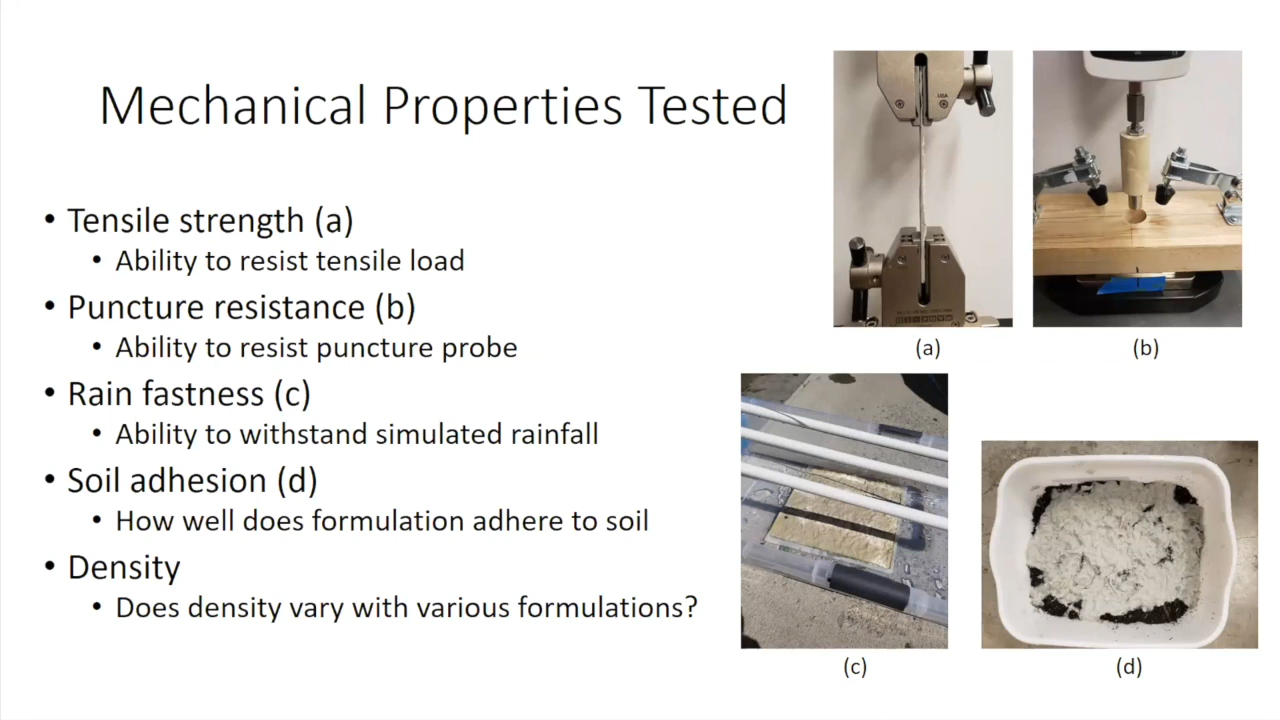 Mechanical Properties Tested
• Tensile strength (a)
• Ability to resist tensile load
• Puncture resistance (b)
• Ability to resist puncture probe
• Rain fastness (c)
• Ability to withstand simulated rainfall
• Soil adhesion (d)
• How well does formulation adhere to soil
• Density
• Does density vary with various formulations?
USA
(a)
(b)
(c)
(d)